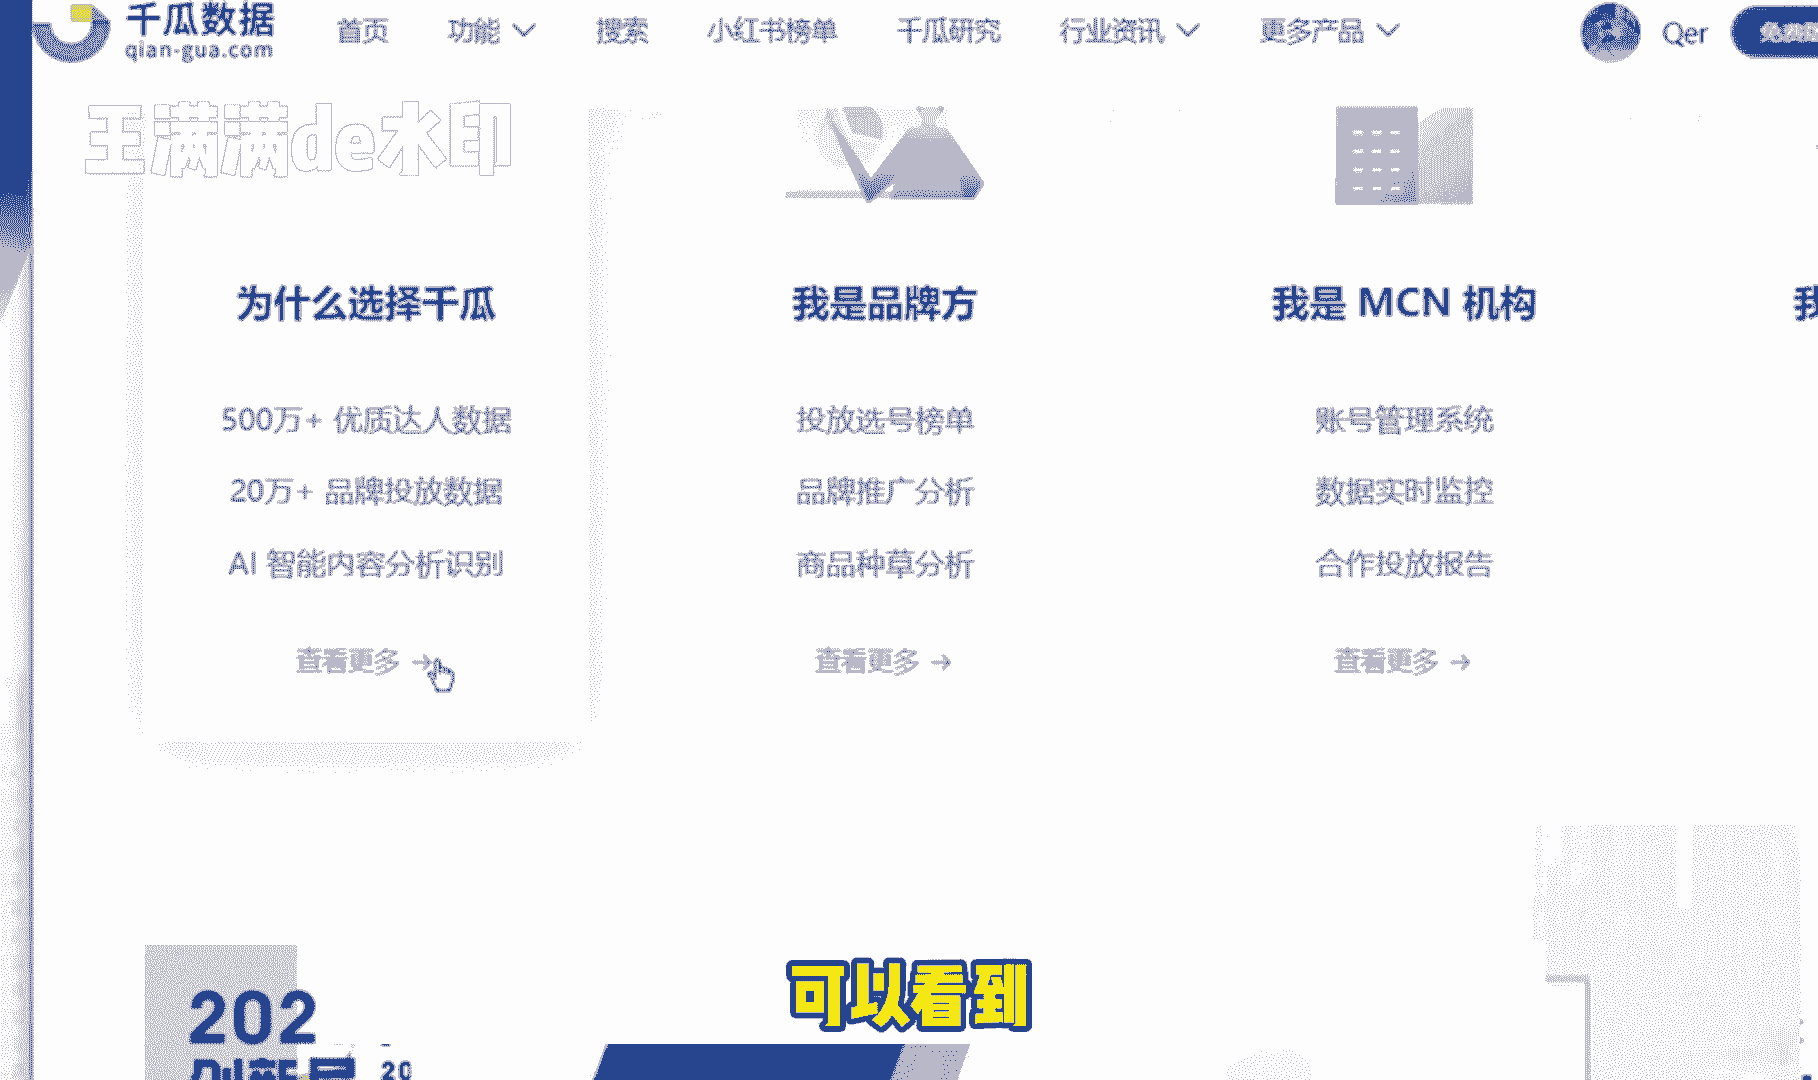 千瓜数据
qian-gua.com
首页 功能 搜索 小红书榜单 千瓜研究 行业资讯 更多产品 Qer
王满满de水印
为什么选择千瓜 我是品牌方 我是 MCN 机构
500万+ 优质达人数据 投放选号榜单 账号管理系统
20万+ 品牌投放数据 品牌推广分析 数据实时监控
AI 智能内容分析识别 商品种草分析 合作投放报告
查看更多 → 查看更多 → 查看更多 →
202
可以看到
20